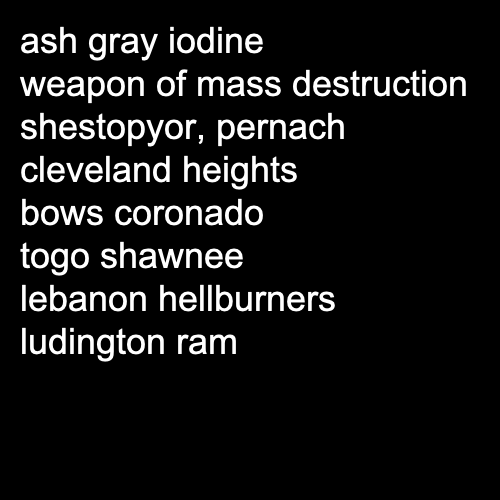 ash gray iodine
weapon of mass destruction
shestopyor, pernach
cleveland heights
bows coronado
togo shawnee
lebanon hellburners
ludington ram